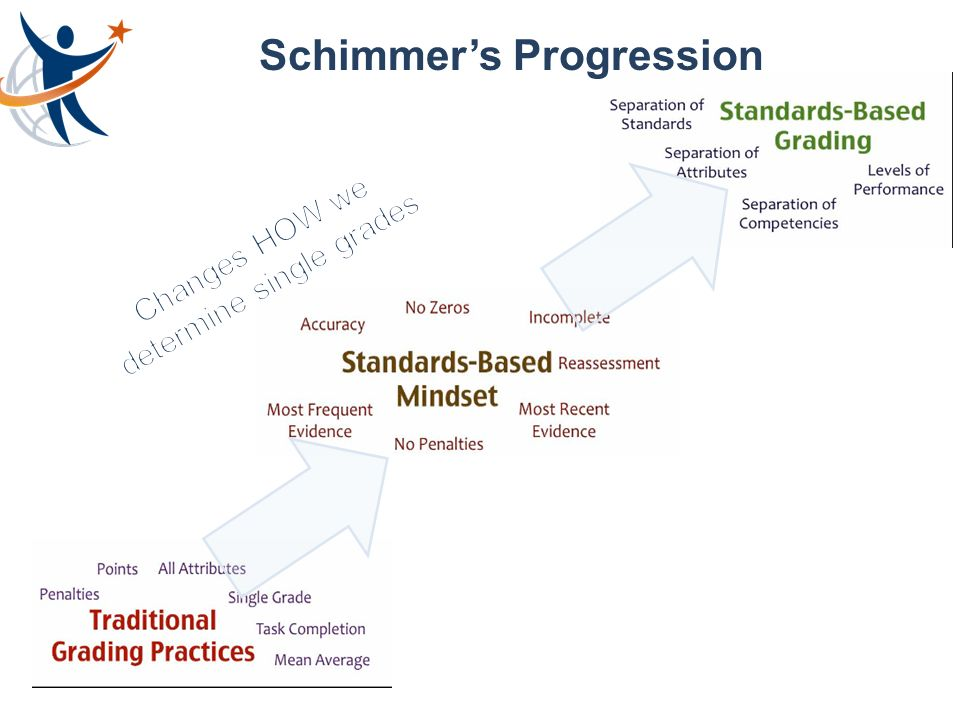 Schimmer’s Progression
Separation of
Standards
Standards-Based
Grading
Separation of
Attributes
Levels of
Performance
Separation of
Competencies
Changes HOW we
determine single grades
No Zeros
Accuracy
Incomplete
Standards-Based
Mindset
Reassessment
Most Frequent
Evidence
Most Recent
Evidence
No Penalties
Points
All Attributes
Penalties
Single Grade
Traditional
Grading Practices
Task Completion
Mean Average